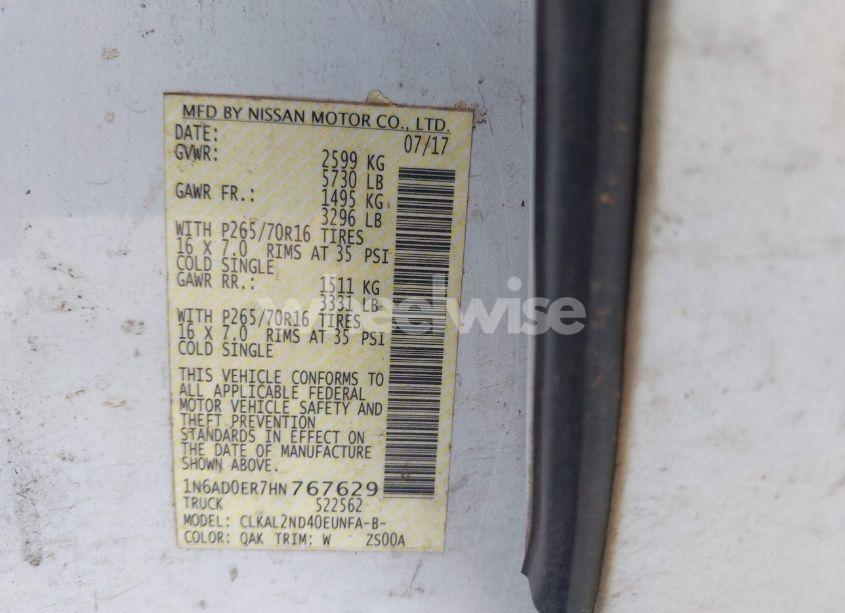 MFD BY NISSAN MOTOR CO., LTD.
DATE: 07/17
GVWR: 2599 KG
5730 LB
GAWR FR.: 1495 KG
3296 LB
WITH P265/70R16 TIRES
16 X 7.0 RIMS AT 35 PSI
COLD SINGLE
GAWR RR.: 1511 KG
3331 LB
WITH P265/70R16 TIRES
16 X 7.0 RIMS AT 35 PSI
COLD SINGLE
wheelwise
THIS VEHICLE CONFORMS TO
ALL APPLICABLE FEDERAL
MOTOR VEHICLE SAFETY AND
THEFT PREVENTION
STANDARDS IN EFFECT ON
THE DATE OF MANUFACTURE
SHOWN ABOVE.
1N6AD0ER7HN767629
TRUCK 522562
MODEL: CLKAL2ND40EUNFA-B-
COLOR: QAK TRIM: W ZS00A